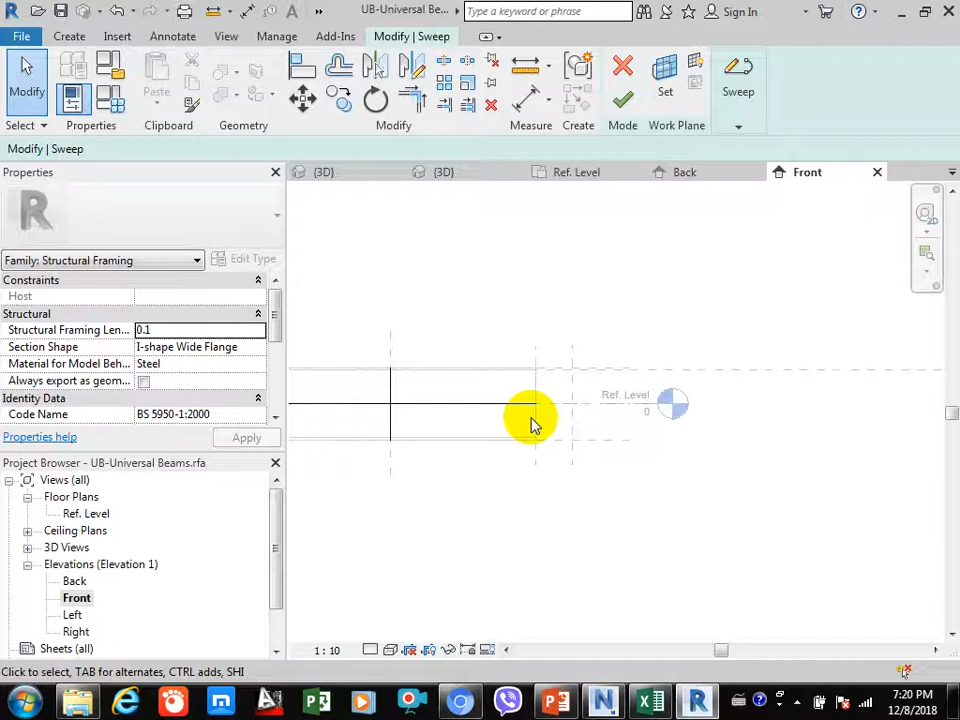 UB-Universal Be...
Type a keyword or phrase
Sign In
File
Create
Insert
Annotate
View
Manage
Add-Ins
Modify | Sweep
Modify
Paste
Set
Sweep
Select
Properties
Clipboard
Geometry
Modify
Measure
Create
Mode
Work Plane
Modify | Sweep
Properties
{3D}
{3D}
Ref. Level
Back
Front
2D
R
Family: Structural Framing
Edit Type
Constraints
Host
Structural
Structural Framing Len...
0.1
Section Shape
I-shape Wide Flange
Material for Model Beh...
Steel
Always export as geom...
Identity Data
Code Name
BS 5950-1:2000
Properties help
Apply
Ref. Level
0
Project Browser - UB-Universal Beams.rfa
Views (all)
Floor Plans
Ref. Level
Ceiling Plans
3D Views
Elevations (Elevation 1)
Back
Front
Left
Right
Sheets (all)
1 : 10
Click to select, TAB for alternates, CTRL adds, SHI
7:20 PM
12/8/2018